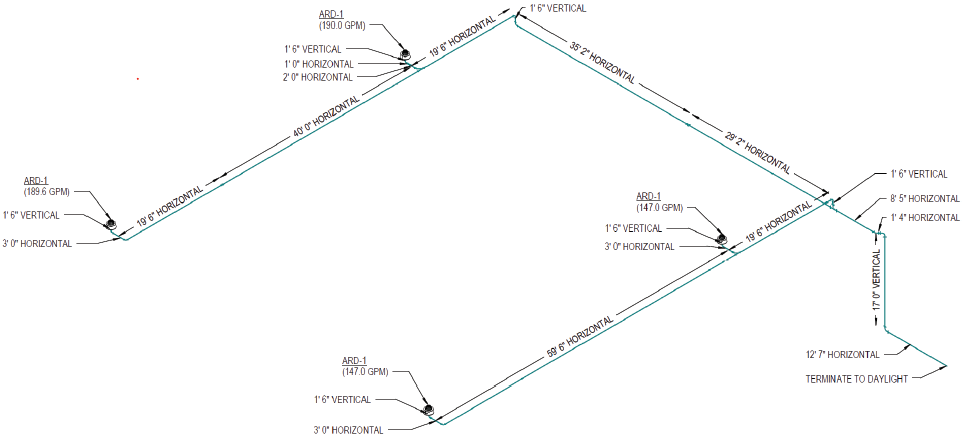 1' 6" VERTICAL
ARD-1
(190.0 GPM)
1' 6" VERTICAL
1' 0" HORIZONTAL
2' 0" HORIZONTAL
19' 6" HORIZONTAL
35' 2" HORIZONTAL
40' 0" HORIZONTAL
29' 2" HORIZONTAL
ARD-1
(189.6 GPM)
1' 6" VERTICAL
3' 0" HORIZONTAL
19' 6" HORIZONTAL
1' 6" VERTICAL
8' 5" HORIZONTAL
1' 4" HORIZONTAL
ARD-1
(147.0 GPM)
1' 6" VERTICAL
3' 0" HORIZONTAL
19' 6" HORIZONTAL
17' 0" VERTICAL
59' 6" HORIZONTAL
12' 7" HORIZONTAL
TERMINATE TO DAYLIGHT
ARD-1
(147.0 GPM)
1' 6" VERTICAL
3' 0" HORIZONTAL